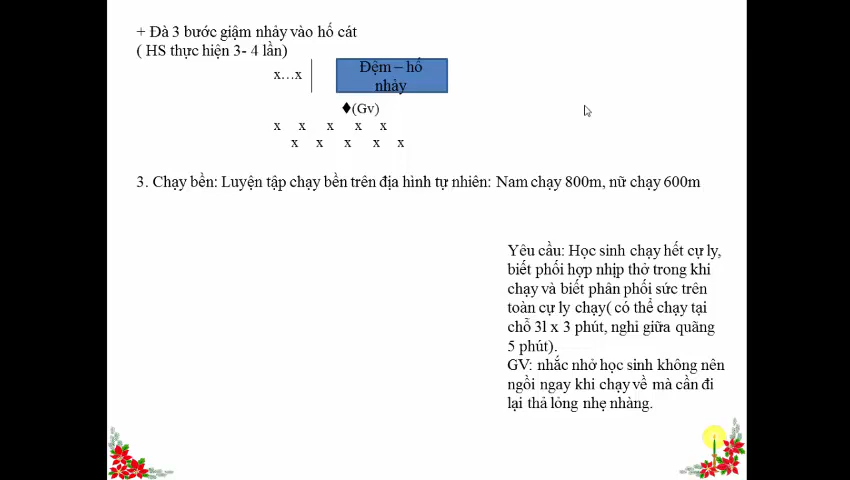 + Đà 3 bước giậm nhảy vào hố cát
( HS thực hiện 3- 4 lần)
x…x
Đệm – hố
nhảy
(Gv)
x x x x x
x x x x x
3. Chạy bền: Luyện tập chạy bền trên địa hình tự nhiên: Nam chạy 800m, nữ chạy 600m
Yêu cầu: Học sinh chạy hết cự ly,
biết phối hợp nhịp thở trong khi
chạy và biết phân phối sức trên
toàn cự ly chạy( có thể chạy tại
chỗ 3l x 3 phút, nghỉ giữa quãng
5 phút).
GV: nhắc nhở học sinh không nên
ngồi ngay khi chạy về mà cần đi
lại thả lỏng nhẹ nhàng.